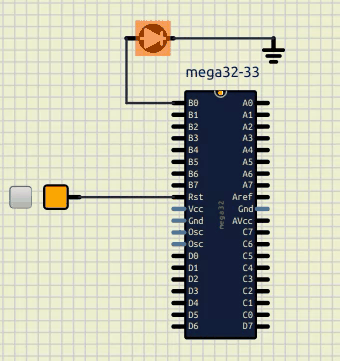 mega32-33
B0 A0
B1 A1
B2 A2
B3 A3
B4 A4
B5 A5
B6 A6
B7 A7
Rst Aref
Vcc Gnd
Gnd AVcc
Osc C7
Osc C6
D0 C5
D1 C4
D2 C3
D3 C2
D4 C1
D5 C0
D6 D7
mega32